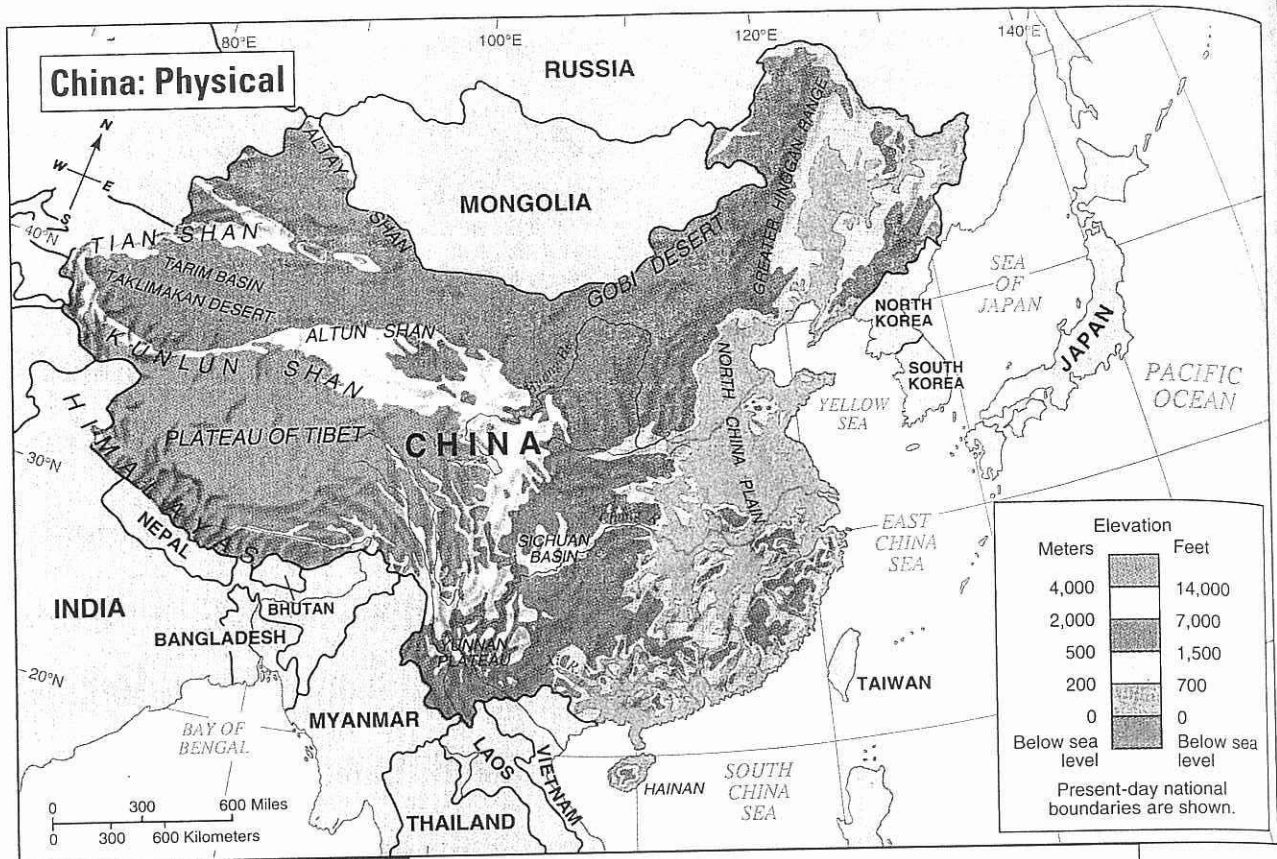 China: Physical
80°E
100°E
120°E
140°E
N
W
E
S
40°N
30°N
20°N
RUSSIA
MONGOLIA
ALTAY
SHAN
TIAN SHAN
TARIM BASIN
TAKLIMAKAN DESERT
ALTUN SHAN
KUNLUN SHAN
GOBI DESERT
GREATER HINGGAN RANGE
NORTH
KOREA
SOUTH
KOREA
SEA
OF
JAPAN
JAPAN
PACIFIC
OCEAN
YELLOW
SEA
NORTH CHINA PLAIN
PLATEAU OF TIBET
CHINA
HIMALAYAS
NEPAL
SICHUAN
BASIN
EAST
CHINA
SEA
INDIA
BHUTAN
BANGLADESH
YUNNAN
PLATEAU
TAIWAN
MYANMAR
BAY OF
BENGAL
LAOS
VIETNAM
THAILAND
HAINAN
SOUTH
CHINA
SEA
0 300 600 Miles
0 300 600 Kilometers
Elevation
Meters Feet
4,000 14,000
2,000 7,000
500 1,500
200 700
0 0
Below sea level Below sea level
Present-day national
boundaries are shown.